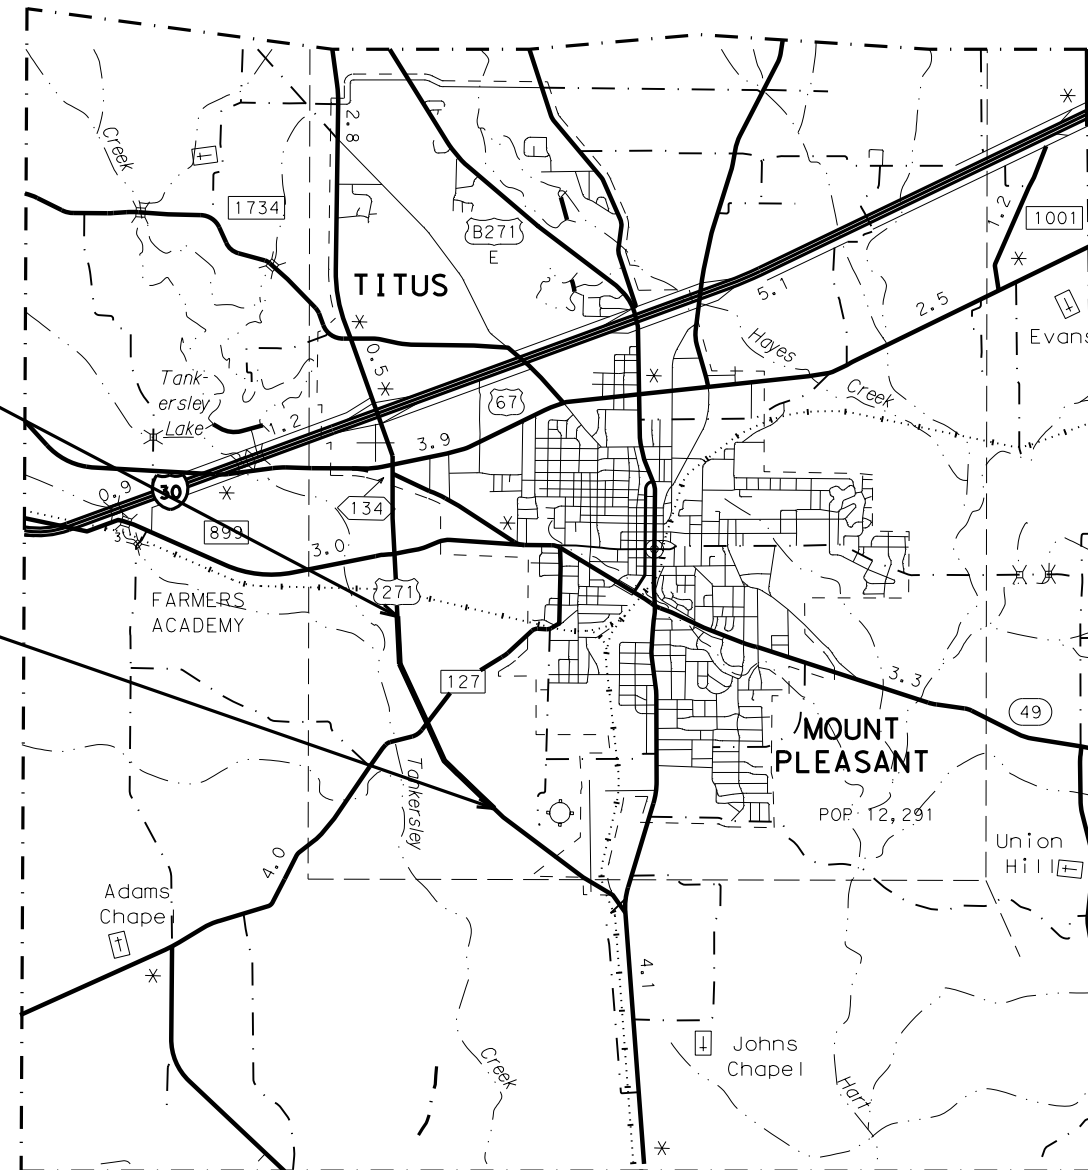 2.8
Creek
1734
B271
E
1.2
1001
TITUS
5.1
2.5
Evans
Hayes
0.5
Tank-
ersley
Lake
Creek
67
1.2
3.9
0.9
30
134
899
3.0
3
271
FARMERS
ACADEMY
127
3.3
49
MOUNT
PLEASANT
POP. 12,291
Tankersley
4.0
Union
Hill
Adams
Chapel
4.1
Johns
Chapel
Creek
Hart